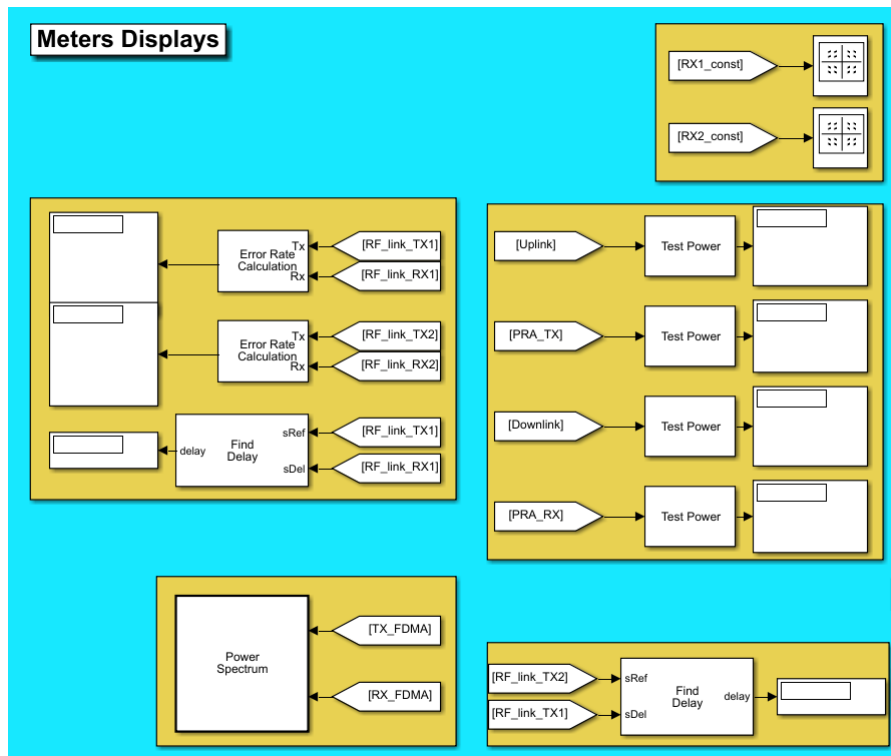 Meters Displays
[RX1_const]
[RX2_const]
Tx
Error Rate
Calculation
Rx
[RF_link_TX1]
[RF_link_RX1]
Tx
Error Rate
Calculation
Rx
[RF_link_TX2]
[RF_link_RX2]
delay
Find
Delay
sRef
sDel
[RF_link_TX1]
[RF_link_RX1]
[Uplink]
Test Power
[PRA_TX]
Test Power
[Downlink]
Test Power
[PRA_RX]
Test Power
Power
Spectrum
[TX_FDMA]
[RX_FDMA]
[RF_link_TX2]
[RF_link_TX1]
sRef
sDel
Find
Delay
delay